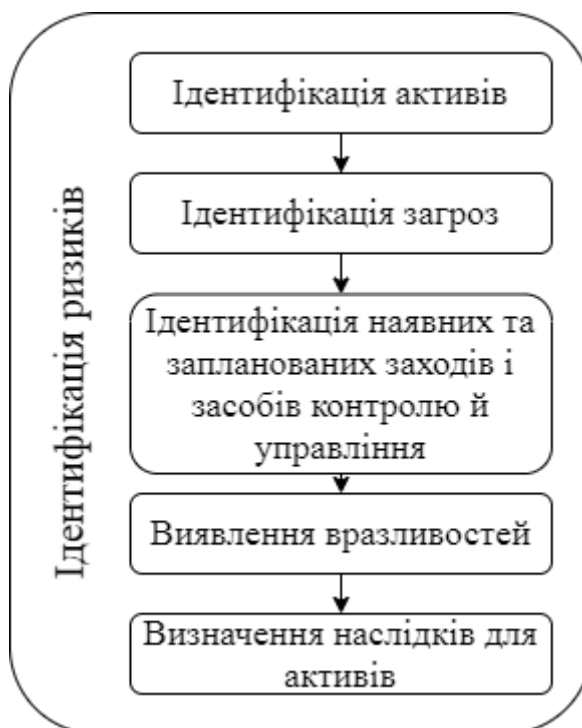 Ідентифікація ризиків
Ідентифікація активів
Ідентифікація загроз
Ідентифікація наявних та
запланованих заходів і
засобів контролю й
управління
Виявлення вразливостей
Визначення наслідків для
активів